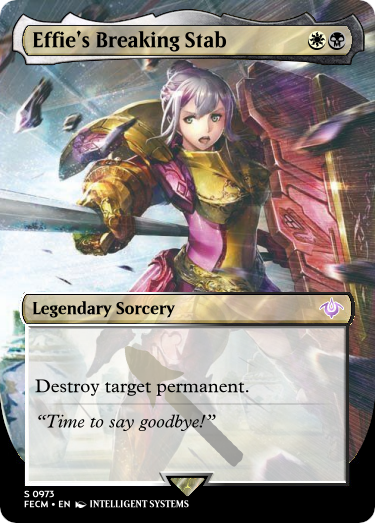 Effie's Breaking Stab
Legendary Sorcery
Destroy target permanent.
“Time to say goodbye!”
S 0973
FECM • EN INTELLIGENT SYSTEMS